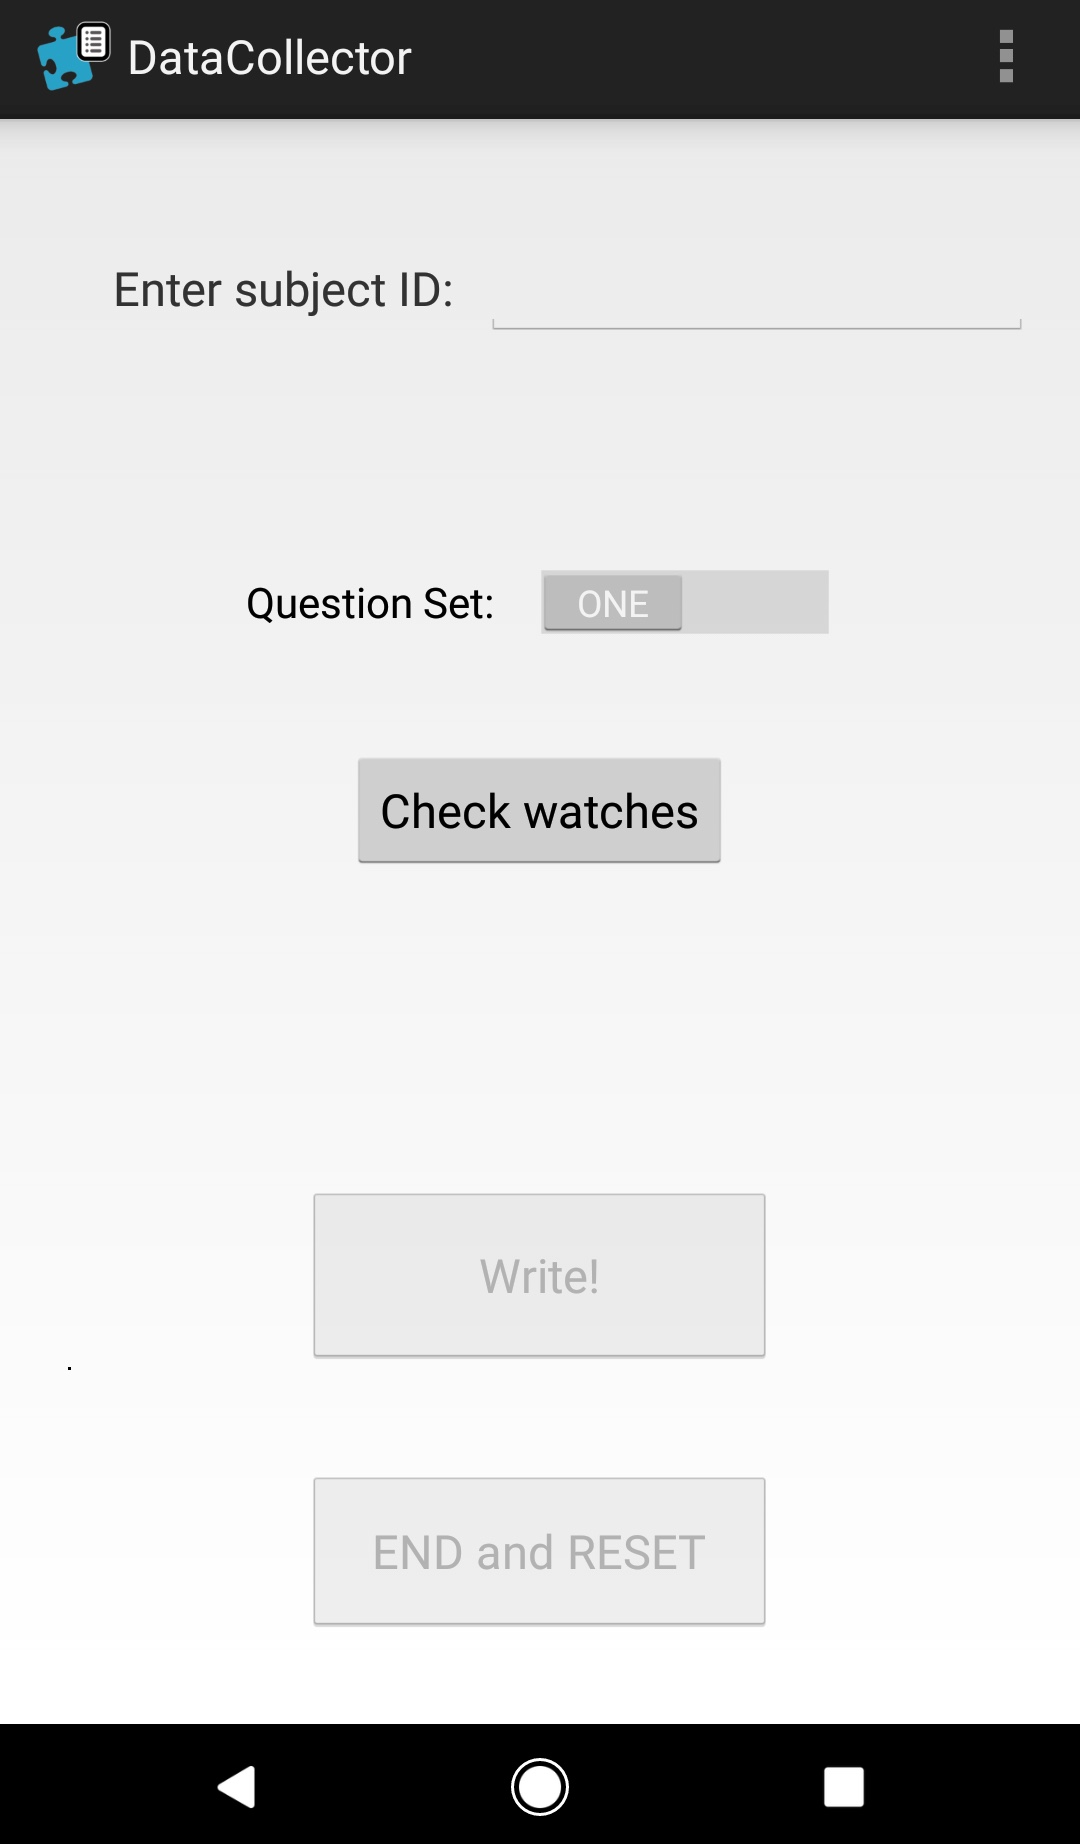 DataCollector
Enter subject ID:
Question Set: ONE
Check watches
Write!
.
END and RESET